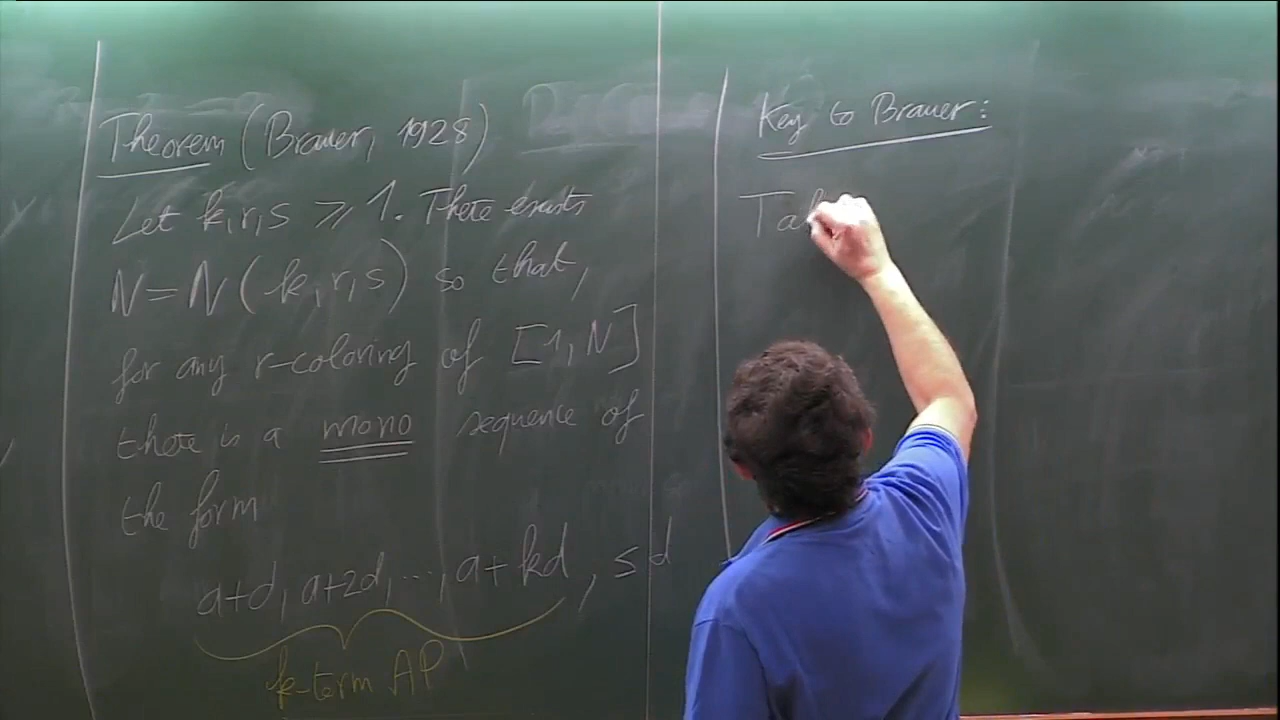 Theorem (Brauer, 1928)
Let k, r, s ⩾ 1. There exists
N = N(k, r, s) so that,
for any r-coloring of [1, N]
there is a mono sequence of
the form
a+d, a+2d, ..., a+kd, sd
k-term AP
Key to Brauer:
Ta